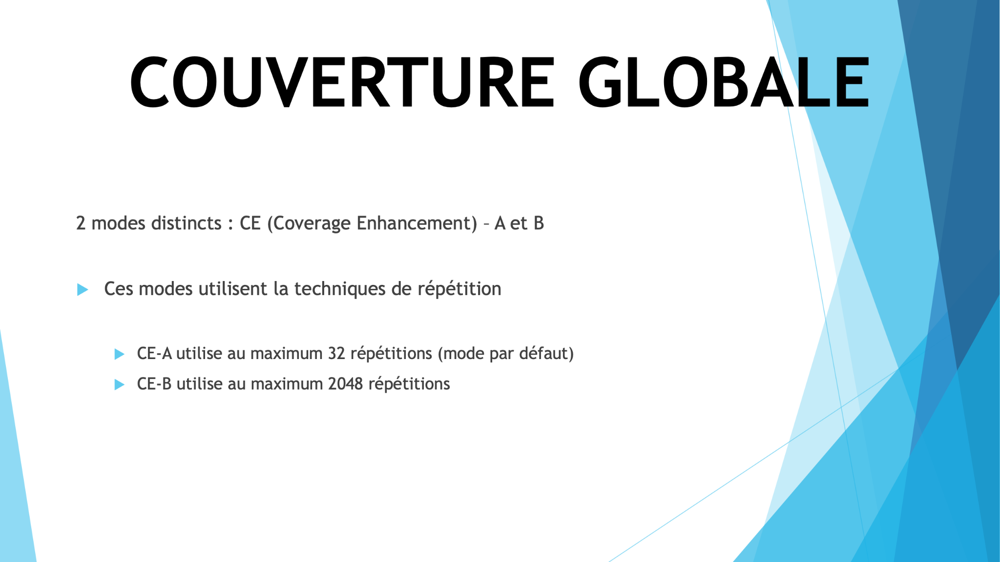 COUVERTURE GLOBALE
2 modes distincts : CE (Coverage Enhancement) – A et B
Ces modes utilisent la techniques de répétition
CE-A utilise au maximum 32 répétitions (mode par défaut)
CE-B utilise au maximum 2048 répétitions